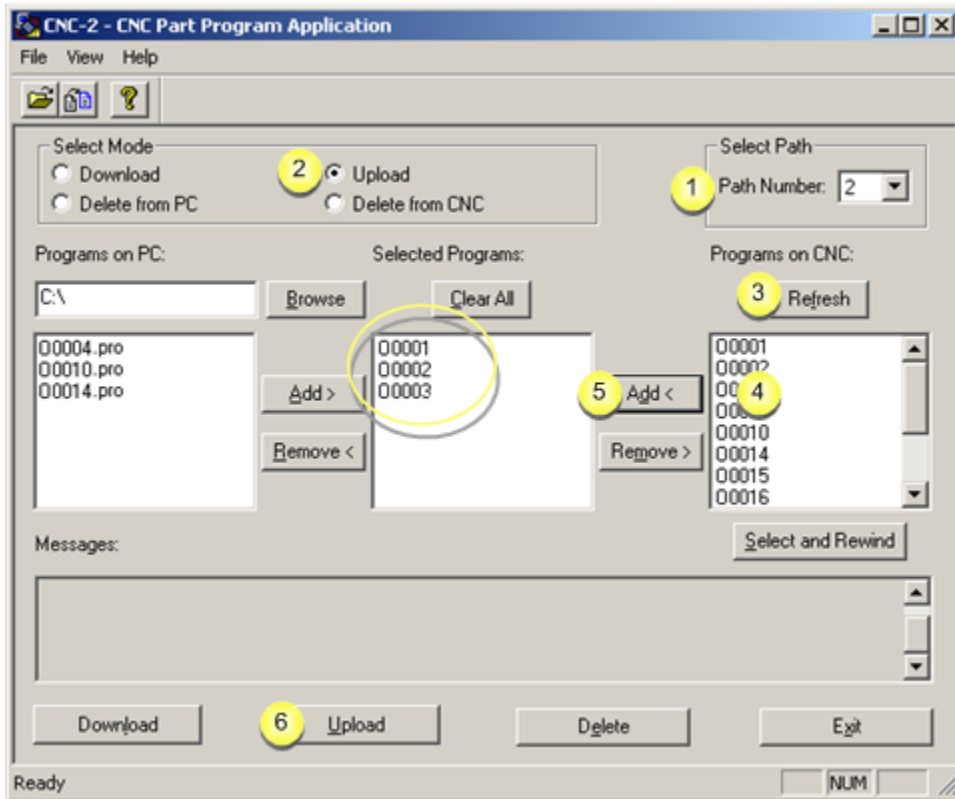 CNC-2 - CNC Part Program Application
File View Help
Select Mode
Download
2
Upload
Delete from PC
Delete from CNC
Select Path
1
Path Number:
2
Programs on PC:
Selected Programs:
Programs on CNC:
C:\
Browse
Clear All
3
Refresh
O0004.pro
O0010.pro
O0014.pro
Add >
Remove <
O0001
O0002
O0003
5
Add <
Remove >
O0001
O0002
4
O0010
O0014
O0015
O0016
Select and Rewind
Messages:
Download
6
Upload
Delete
Exit
Ready
NUM